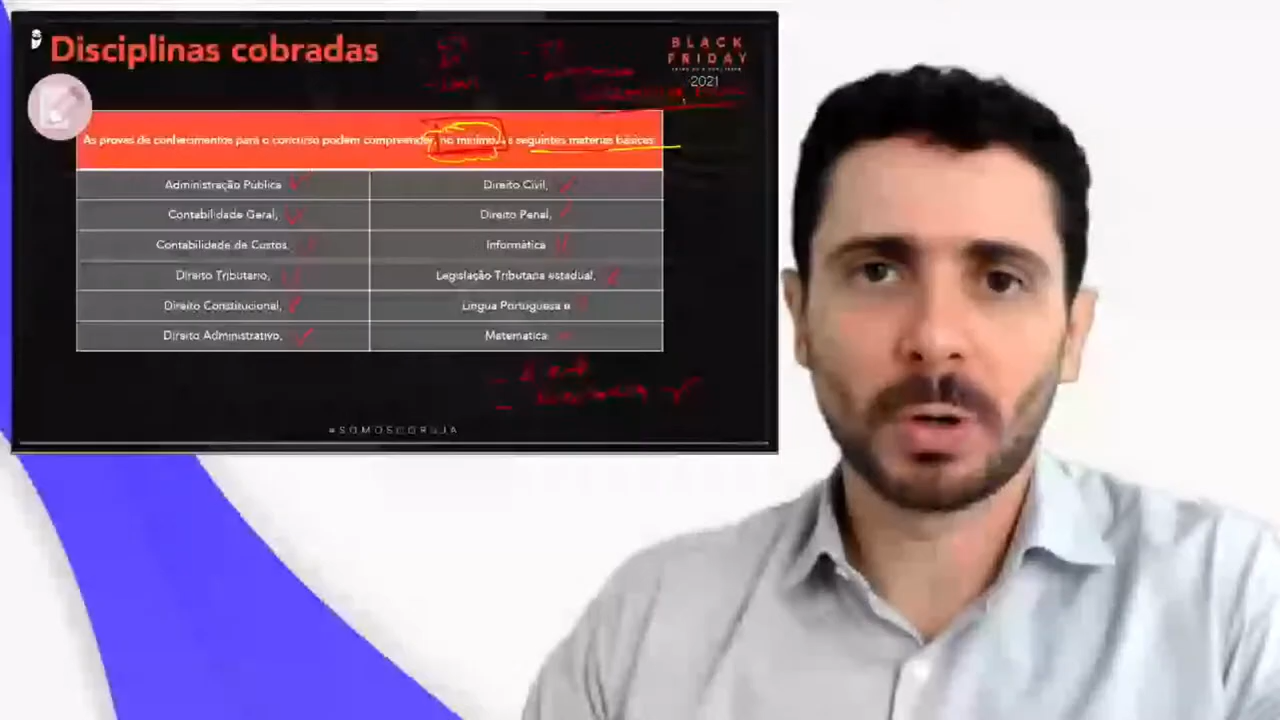 Disciplinas cobradas
BLACK
FRIDAY
2021
As provas de conhecimentos para o concurso podem compreender, no mínimo, as seguintes matérias básicas:
Administração Pública
Direito Civil,
Contabilidade Geral,
Direito Penal,
Contabilidade de Custos,
Informática
Direito Tributário,
Legislação Tributária estadual,
Direito Constitucional,
Língua Portuguesa e
Direito Administrativo,
Matemática
#SOMOSCORUJA